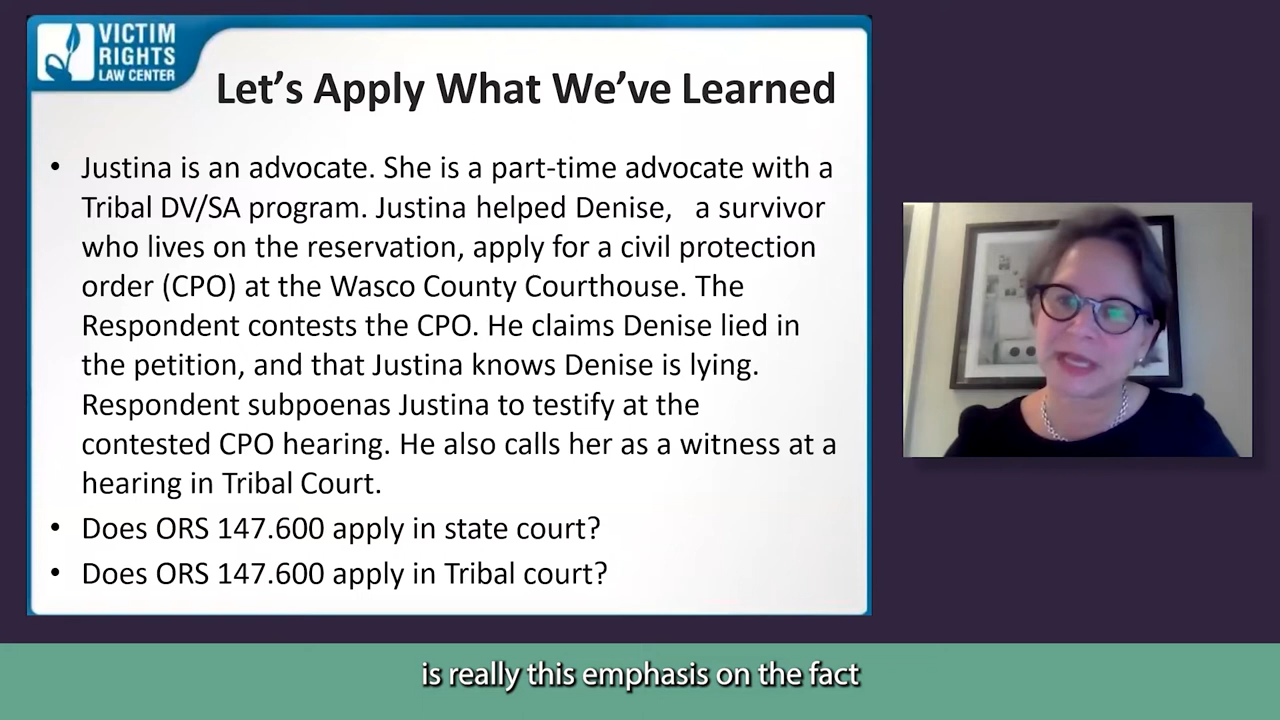 VICTIM
RIGHTS
LAW CENTER
Let's Apply What We've Learned
• Justina is an advocate. She is a part-time advocate with a
Tribal DV/SA program. Justina helped Denise, a survivor
who lives on the reservation, apply for a civil protection
order (CPO) at the Wasco County Courthouse. The
Respondent contests the CPO. He claims Denise lied in
the petition, and that Justina knows Denise is lying.
Respondent subpoenas Justina to testify at the
contested CPO hearing. He also calls her as a witness at a
hearing in Tribal Court.
• Does ORS 147.600 apply in state court?
• Does ORS 147.600 apply in Tribal court?
is really this emphasis on the fact